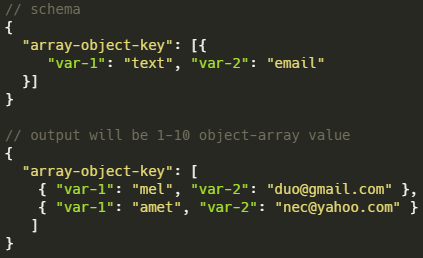 // schema
{
  "array-object-key": [{
     "var-1": "text", "var-2": "email"
  }]
}

// output will be 1-10 object-array value
{
  "array-object-key": [
    { "var-1": "mel", "var-2": "duo@gmail.com" },
    { "var-1": "amet", "var-2": "nec@yahoo.com" }
   ]
}